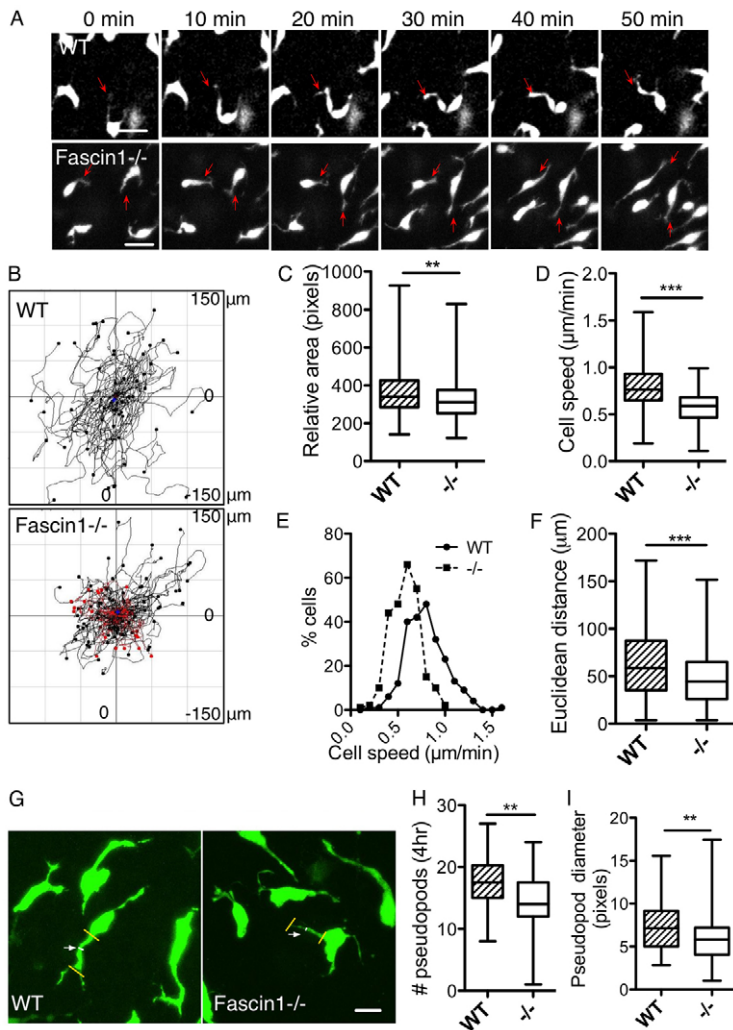 A
0 min 10 min 20 min 30 min 40 min 50 min
WT
Fascin1-/-
B
WT
150 µm
0
0
-150 µm
Fascin1-/-
150 µm
0
0
-150 µm
C
Relative area (pixels)
1000
800
600
400
200
0
**
WT -/-
D
Cell speed (µm/min)
2.0
1.5
1.0
0.5
0.0
***
WT -/-
E
% cells
80
60
40
20
0
WT
-/-
0.0 0.5 1.0 1.5
Cell speed (µm/min)
F
Euclidean distance (µm)
200
150
100
50
0
***
WT -/-
G
WT
Fascin1-/-
H
# pseudopods (4hr)
30
20
10
0
**
WT -/-
I
Pseudopod diameter
(pixels)
20
15
10
5
0
**
WT -/-